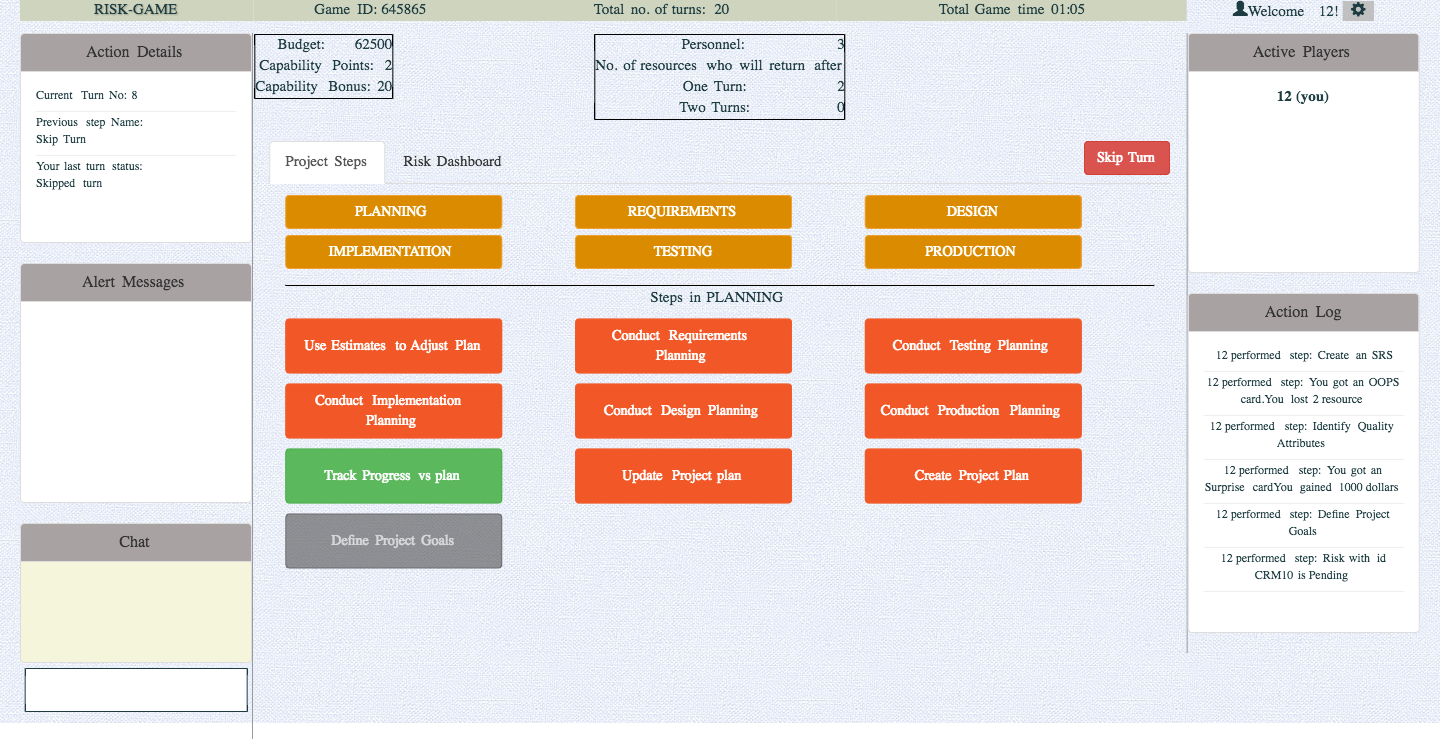 RISK-GAME
Game ID: 645865
Total no. of turns: 20
Total Game time 01:05
Welcome 12!
Action Details
Current Turn No: 8
Previous step Name:
Skip Turn
Your last turn status:
Skipped turn
Alert Messages
Chat
Budget: 62500
Capability Points: 2
Capability Bonus: 20
Personnel: 3
No. of resources who will return after
One Turn: 2
Two Turns: 0
Project Steps
Risk Dashboard
Skip Turn
PLANNING
REQUIREMENTS
DESIGN
IMPLEMENTATION
TESTING
PRODUCTION
Steps in PLANNING
Use Estimates to Adjust Plan
Conduct Requirements
Planning
Conduct Testing Planning
Conduct Implementation
Planning
Conduct Design Planning
Conduct Production Planning
Track Progress vs plan
Update Project plan
Create Project Plan
Define Project Goals
Active Players
12 (you)
Action Log
12 performed step: Create an SRS
12 performed step: You got an OOPS
card.You lost 2 resource
12 performed step: Identify Quality
Attributes
12 performed step: You got an
Surprise cardYou gained 1000 dollars
12 performed step: Define Project
Goals
12 performed step: Risk with id
CRM10 is Pending